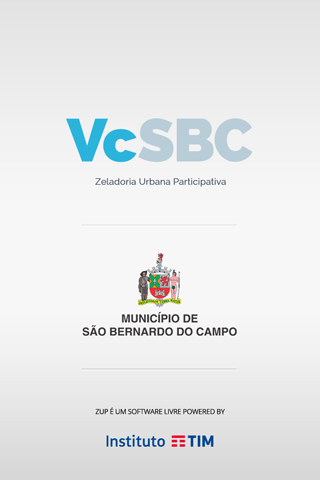 VcSBC
Zeladoria Urbana Participativa
MUNICÍPIO DE
SÃO BERNARDO DO CAMPO
ZUP É UM SOFTWARE LIVRE POWERED BY
Instituto TIM